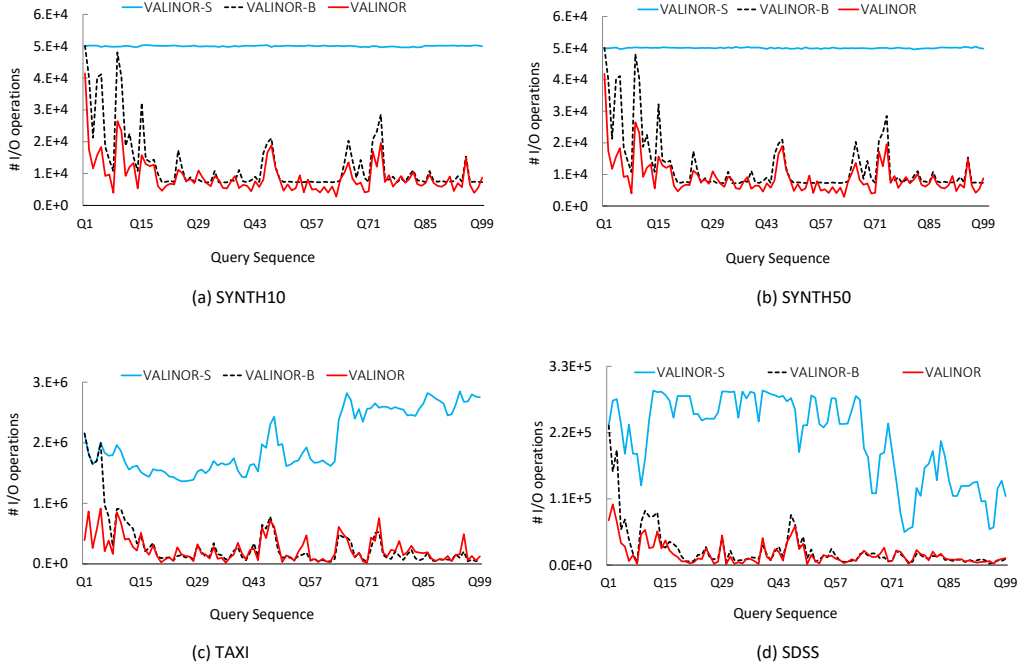 VALINOR-S VALINOR-B VALINOR
6.E+4
5.E+4
4.E+4
3.E+4
2.E+4
1.E+4
0.E+0
# I/O operations
Q1 Q15 Q29 Q43 Q57 Q71 Q85 Q99
Query Sequence
(a) SYNTH10
VALINOR-S VALINOR-B VALINOR
6.E+4
5.E+4
4.E+4
3.E+4
2.E+4
1.E+4
0.E+0
# I/O operations
Q1 Q15 Q29 Q43 Q57 Q71 Q85 Q99
Query Sequence
(b) SYNTH50
VALINOR-S VALINOR-B VALINOR
3.E+6
2.E+6
1.E+6
0.E+0
# I/O operations
Q1 Q15 Q29 Q43 Q57 Q71 Q85 Q99
Query Sequence
(c) TAXI
VALINOR-S VALINOR-B VALINOR
3.3E+5
2.2E+5
1.1E+5
0.0E+0
# I/O operations
Q1 Q15 Q29 Q43 Q57 Q71 Q85 Q99
Query Sequence
(d) SDSS